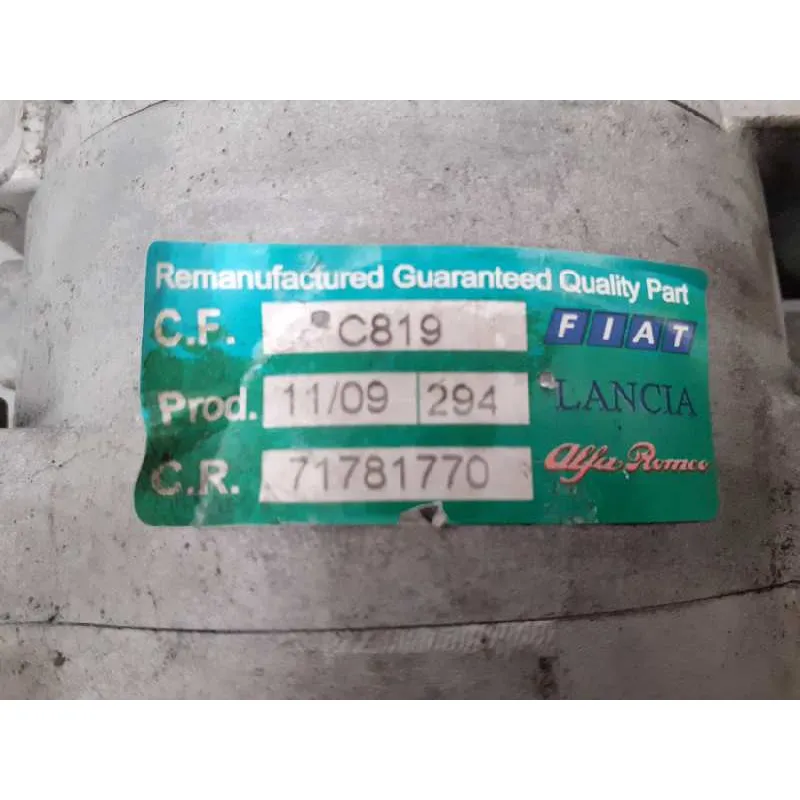 Remanufactured Guaranteed Quality Part
C.F. C819 FIAT
Prod. 11/09 294 LANCIA
C.R. 71781770 Alfa Romeo